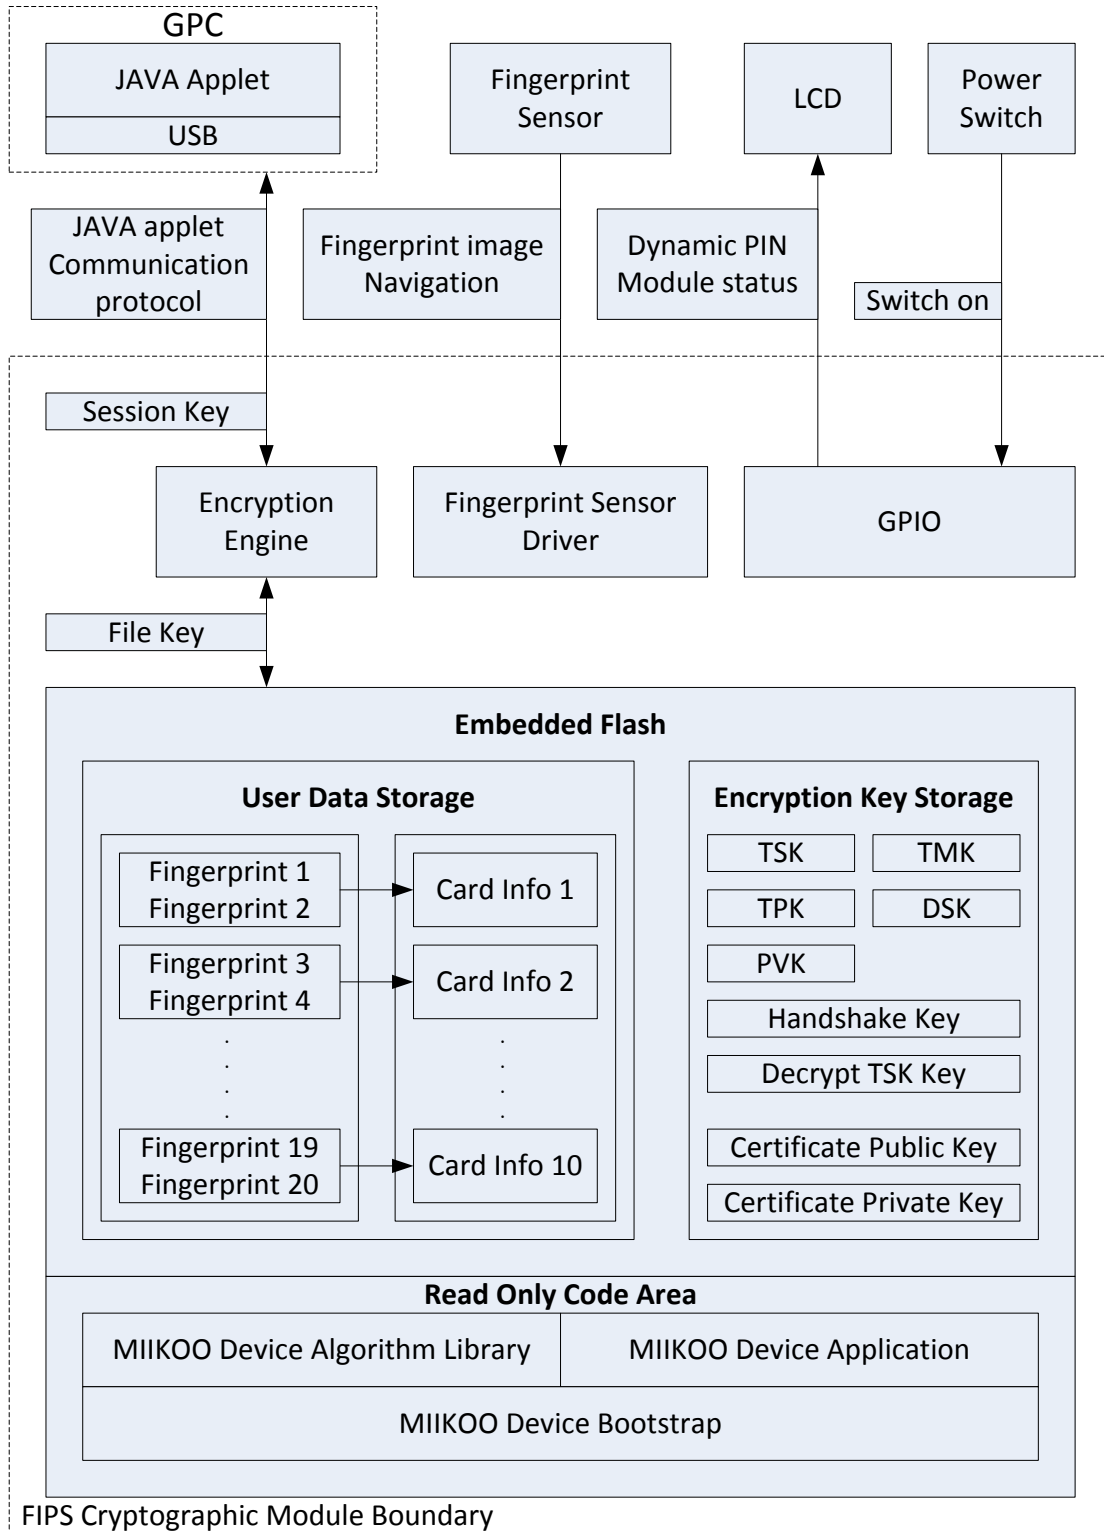 GPC
JAVA Applet
USB
Fingerprint
Sensor
LCD
Power
Switch
JAVA applet
Communication
protocol
Fingerprint image
Navigation
Dynamic PIN
Module status
Switch on
Session Key
Encryption
Engine
Fingerprint Sensor
Driver
GPIO
File Key
Embedded Flash
User Data Storage
Fingerprint 1
Fingerprint 2
Card Info 1
Fingerprint 3
Fingerprint 4
Card Info 2
Fingerprint 19
Fingerprint 20
Card Info 10
Encryption Key Storage
TSK
TMK
TPK
DSK
PVK
Handshake Key
Decrypt TSK Key
Certificate Public Key
Certificate Private Key
Read Only Code Area
MIIKOO Device Algorithm Library
MIIKOO Device Application
MIIKOO Device Bootstrap
FIPS Cryptographic Module Boundary